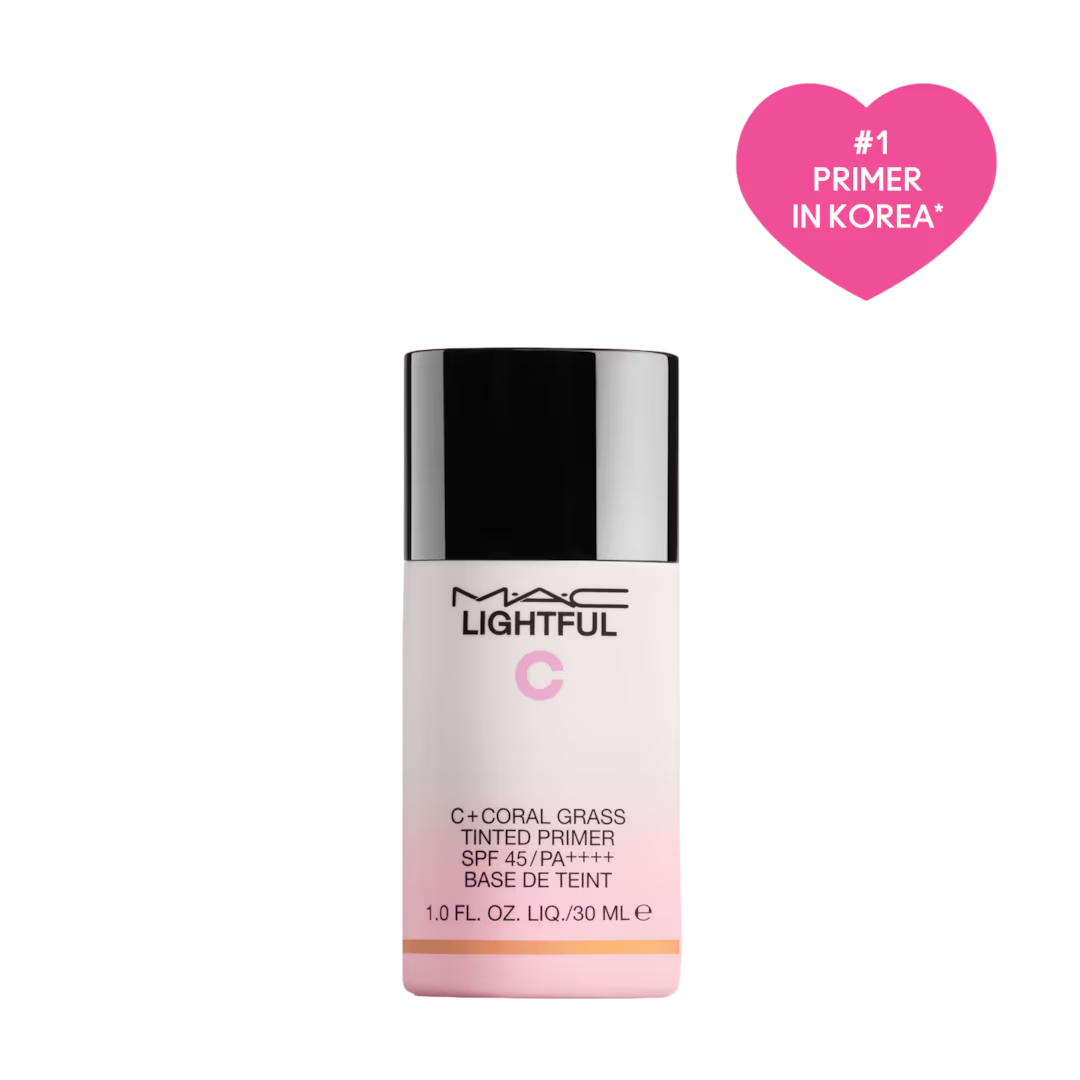 #1
PRIMER
IN KOREA*
M·A·C
LIGHTFUL
C
C+CORAL GRASS
TINTED PRIMER
SPF 45/PA++++
BASE DE TEINT
1.0 FL. OZ. LIQ./30 ML ℮